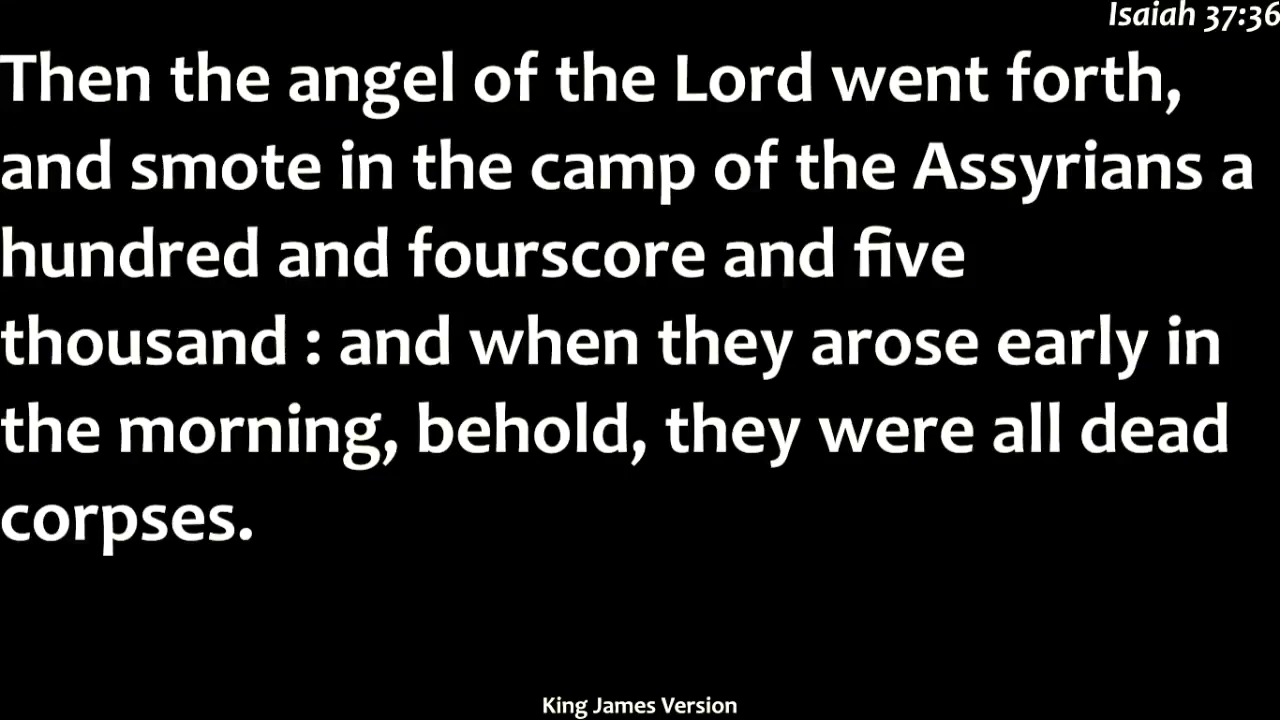 Isaiah 37:36
Then the angel of the Lord went forth,
and smote in the camp of the Assyrians a
hundred and fourscore and five
thousand : and when they arose early in
the morning, behold, they were all dead
corpses.
King James Version